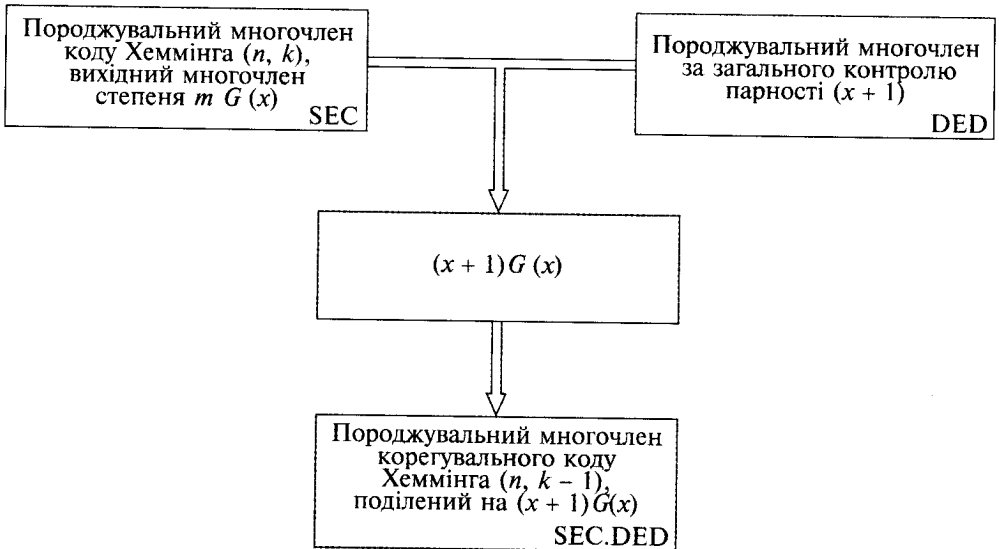 Породжувальний многочлен
коду Хеммінга (n, k),
вихідний многочлен
степеня m G (x)
SEC
Породжувальний многочлен
за загального контролю
парності (x + 1)
DED
(x + 1) G (x)
Породжувальний многочлен
корегувального коду
Хеммінга (n, k − 1),
поділений на (x + 1) G(x)
SEC.DED